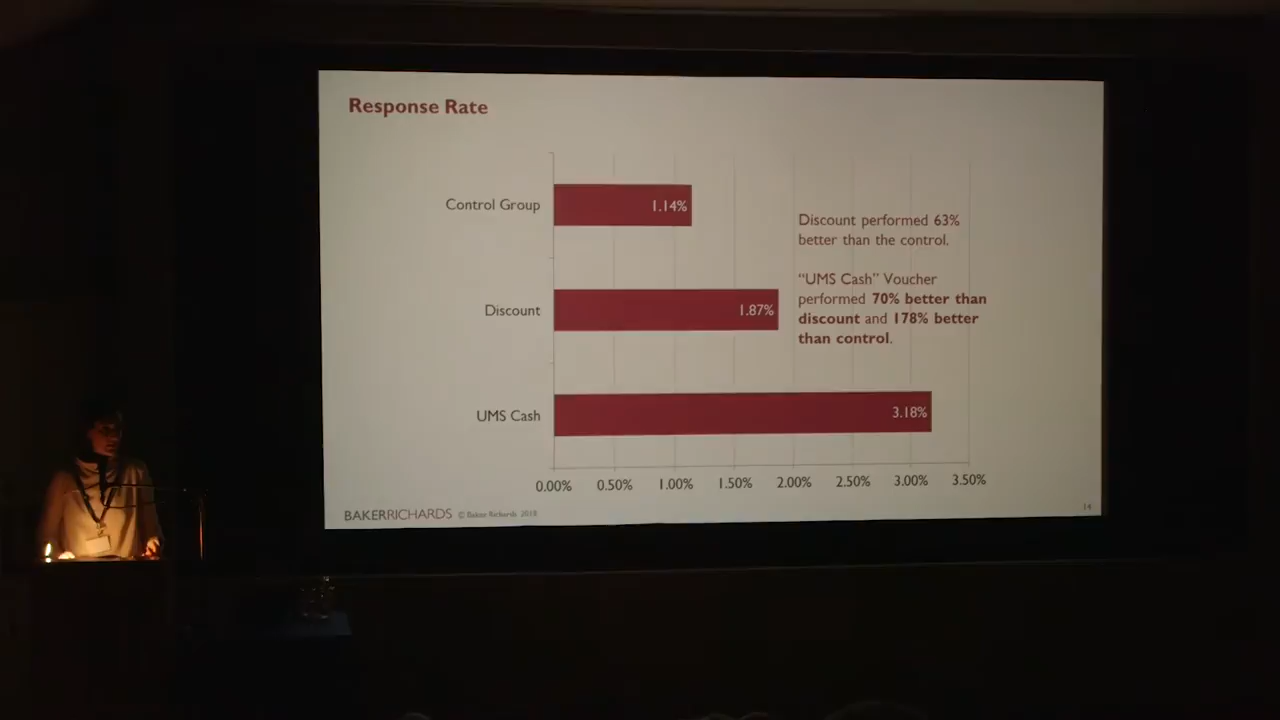 Response Rate
Control Group
1.14%
Discount performed 63%
better than the control.
"UMS Cash" Voucher
performed 70% better than
discount and 178% better
than control.
Discount
1.87%
UMS Cash
3.18%
0.00% 0.50% 1.00% 1.50% 2.00% 2.50% 3.00% 3.50%
BAKERRICHARDS © Baker Richards 2018
14